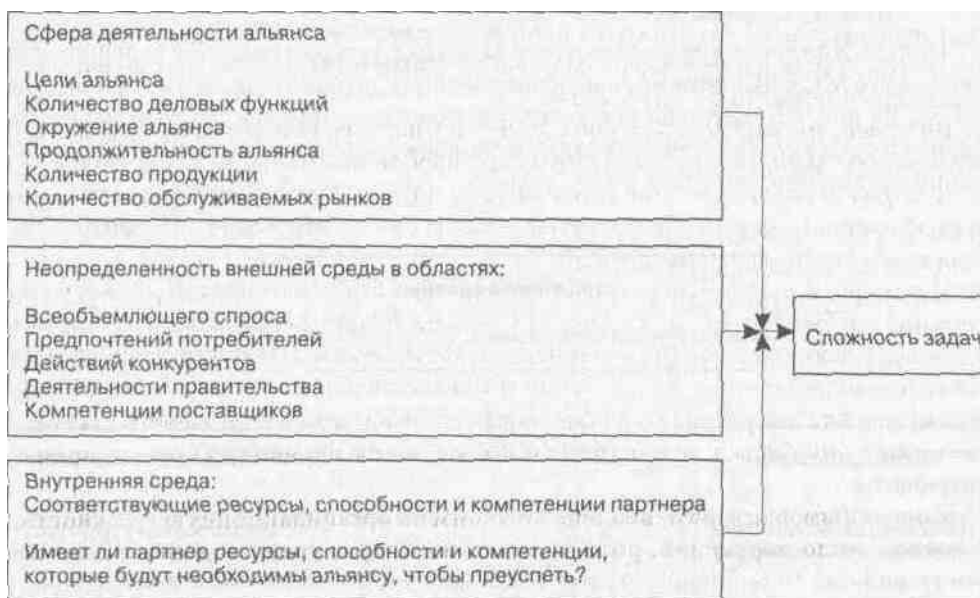 Сфера деятельности альянса
Цели альянса
Количество деловых функций
Окружение альянса
Продолжительность альянса
Количество продукции
Количество обслуживаемых рынков
Неопределенность внешней среды в областях:
Всеобъемлющего спроса
Предпочтений потребителей
Действий конкурентов
Деятельности правительства
Компетенции поставщиков
Сложность задач
Внутренняя среда:
Соответствующие ресурсы, способности и компетенции партнера
Имеет ли партнер ресурсы, способности и компетенции,
которые будут необходимы альянсу, чтобы преуспеть?